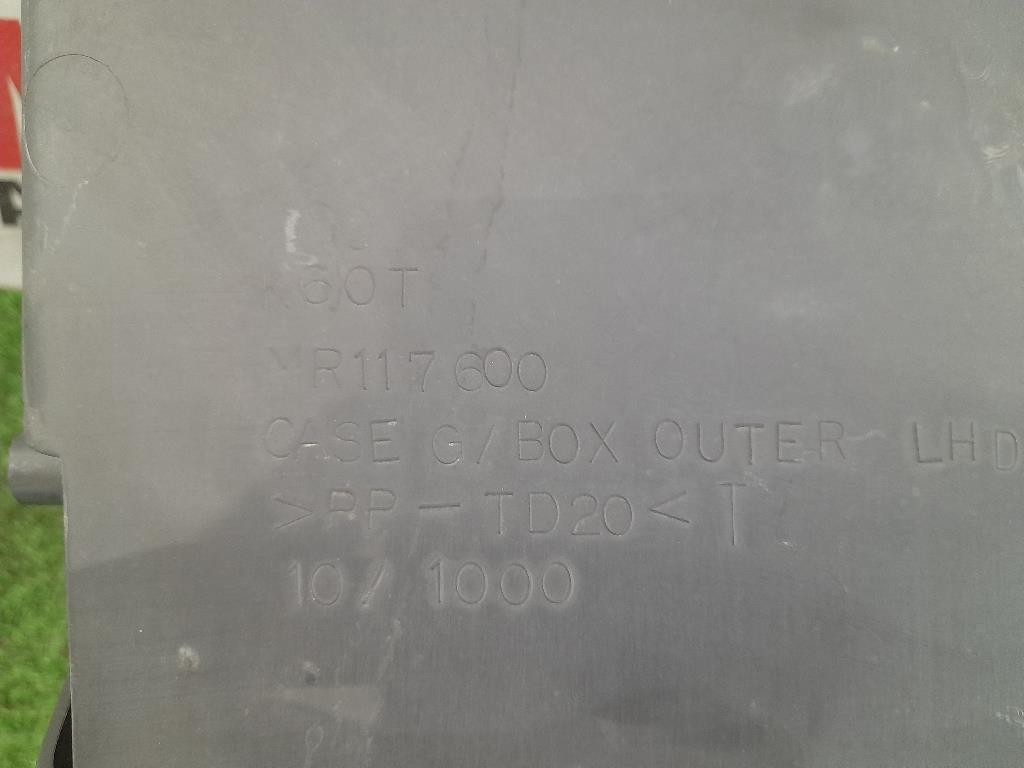 K60T
MR117600
CASE G/BOX OUTER LHD
>PP-TD20< T
10/1000